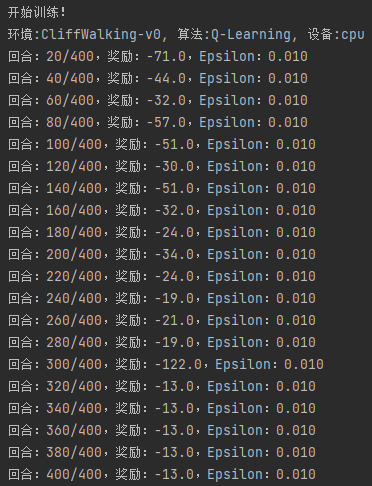 开始训练！
环境:CliffWalking-v0, 算法:Q-Learning, 设备:cpu
回合：20/400，奖励：-71.0，Epsilon：0.010
回合：40/400，奖励：-44.0，Epsilon：0.010
回合：60/400，奖励：-32.0，Epsilon：0.010
回合：80/400，奖励：-57.0，Epsilon：0.010
回合：100/400，奖励：-51.0，Epsilon：0.010
回合：120/400，奖励：-30.0，Epsilon：0.010
回合：140/400，奖励：-51.0，Epsilon：0.010
回合：160/400，奖励：-32.0，Epsilon：0.010
回合：180/400，奖励：-24.0，Epsilon：0.010
回合：200/400，奖励：-34.0，Epsilon：0.010
回合：220/400，奖励：-24.0，Epsilon：0.010
回合：240/400，奖励：-19.0，Epsilon：0.010
回合：260/400，奖励：-21.0，Epsilon：0.010
回合：280/400，奖励：-19.0，Epsilon：0.010
回合：300/400，奖励：-122.0，Epsilon：0.010
回合：320/400，奖励：-13.0，Epsilon：0.010
回合：340/400，奖励：-13.0，Epsilon：0.010
回合：360/400，奖励：-13.0，Epsilon：0.010
回合：380/400，奖励：-13.0，Epsilon：0.010
回合：400/400，奖励：-13.0，Epsilon：0.010